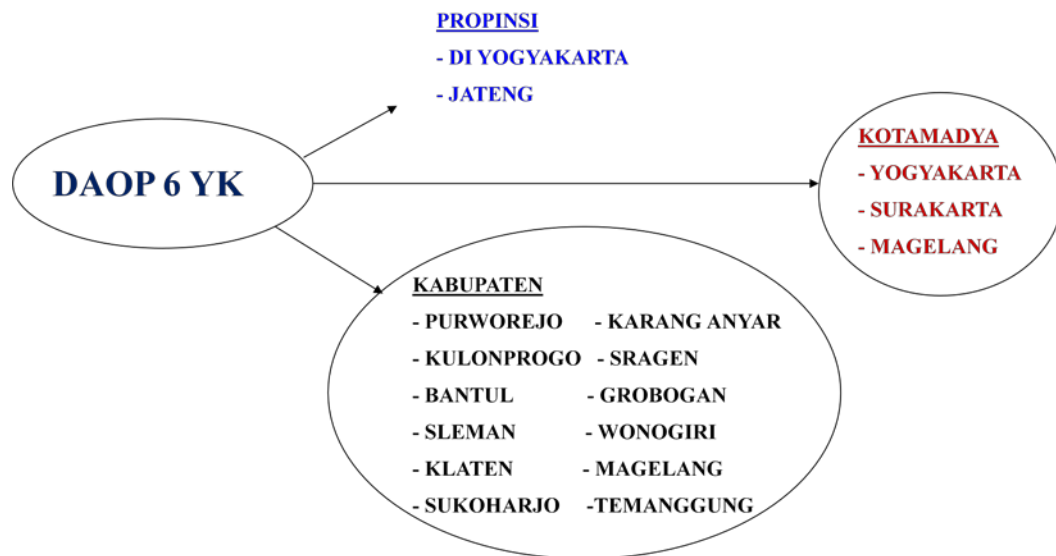 PROPINSI
- DI YOGYAKARTA
- JATENG
DAOP 6 YK
KOTAMADYA
- YOGYAKARTA
- SURAKARTA
- MAGELANG
KABUPATEN
- PURWOREJO - KARANG ANYAR
- KULONPROGO - SRAGEN
- BANTUL - GROBOGAN
- SLEMAN - WONOGIRI
- KLATEN - MAGELANG
- SUKOHARJO -TEMANGGUNG